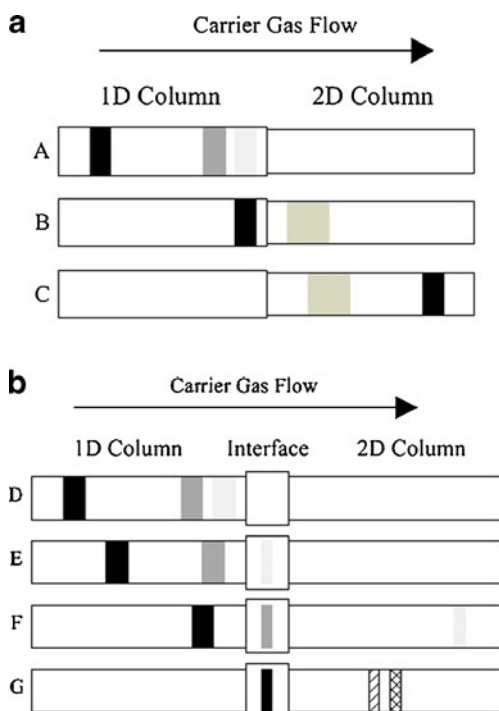 a
Carrier Gas Flow
1D Column 2D Column
A
B
C
b
Carrier Gas Flow
1D Column Interface 2D Column
D
E
F
G